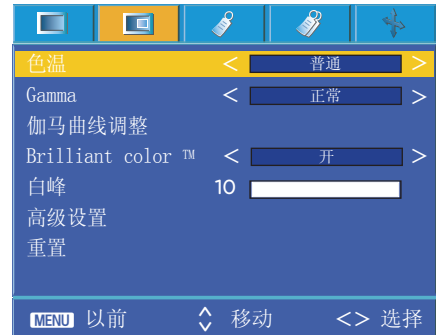 色温 < 普通 >
Gamma < 正常 >
伽马曲线调整
Brilliant color ™ < 开 >
白峰 10
高级设置
重置
MENU 以前 移动 <> 选择